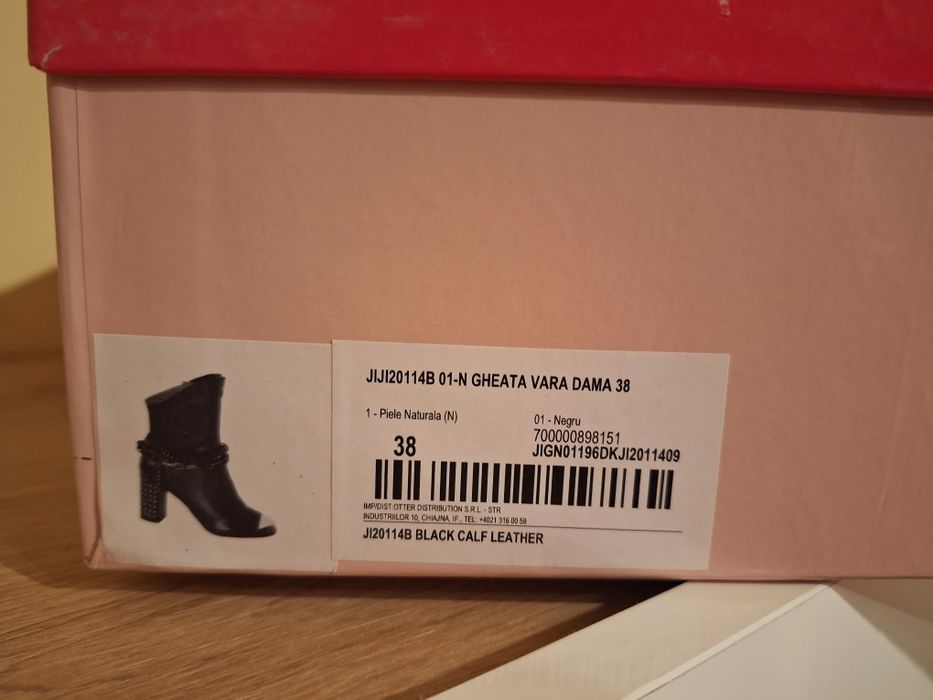 JIJI20114B 01-N GHEATA VARA DAMA 38
1 - Piele Naturala (N)
01 - Negru
38
700000898151
JIGN01196DKJI2011409
IMP/DIST:OTTER DISTRIBUTION S.R.L. - STR
INDUSTRIILOR 10, CHIAJNA, IF., TEL: +4021 316 00 59
JI20114B BLACK CALF LEATHER